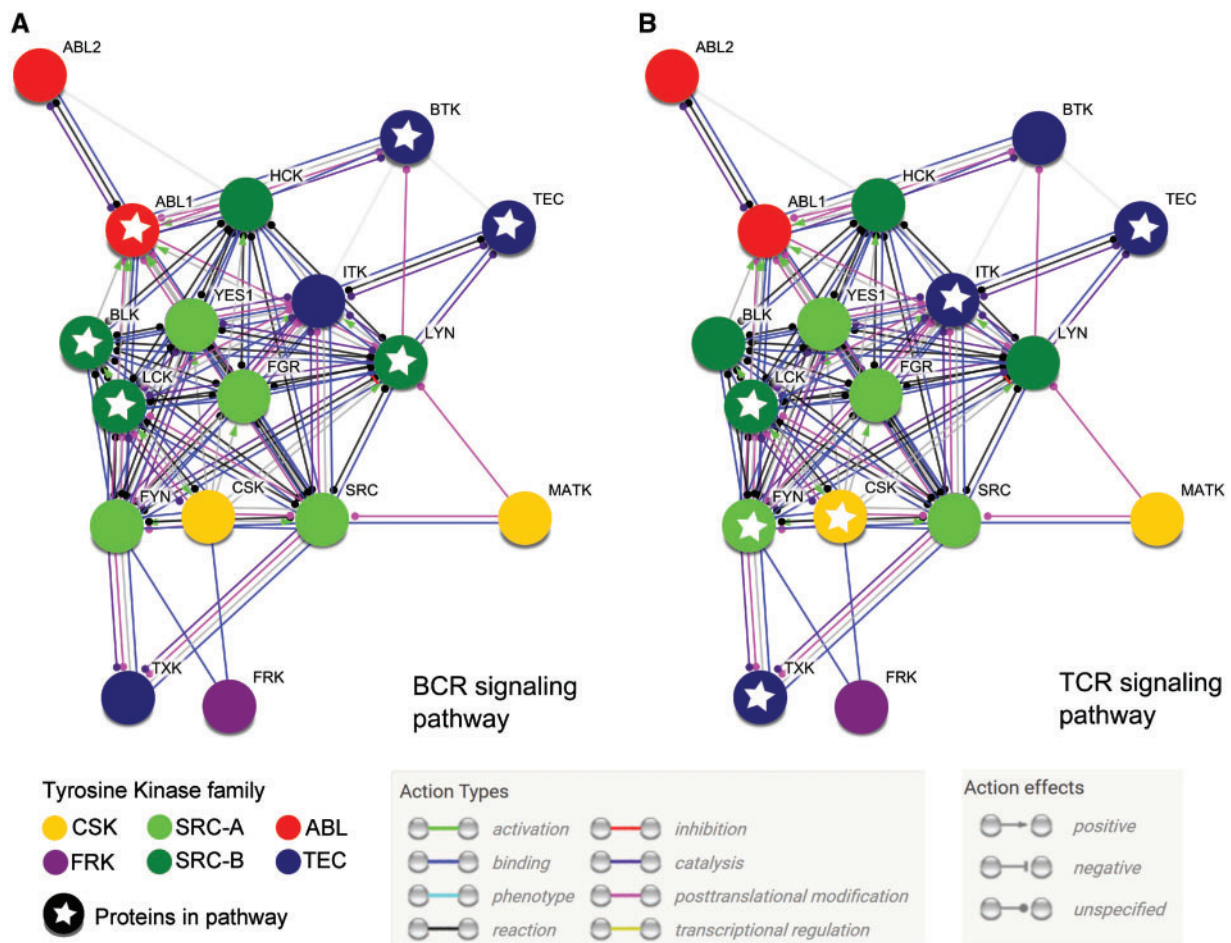 A
ABL2
BTK
HCK
ABL1
TEC
ITK
YES1
BLK
LYN
LCK
FGR
FYN
CSK
SRC
MATK
TXK
FRK
BCR signaling
pathway
B
ABL2
BTK
HCK
ABL1
TEC
ITK
YES1
BLK
LYN
LCK
FGR
FYN
CSK
SRC
MATK
TXK
FRK
TCR signaling
pathway
Tyrosine Kinase family
CSK SRC-A ABL
FRK SRC-B TEC
Proteins in pathway
Action Types
activation inhibition
binding catalysis
phenotype posttranslational modification
reaction transcriptional regulation
Action effects
positive
negative
unspecified